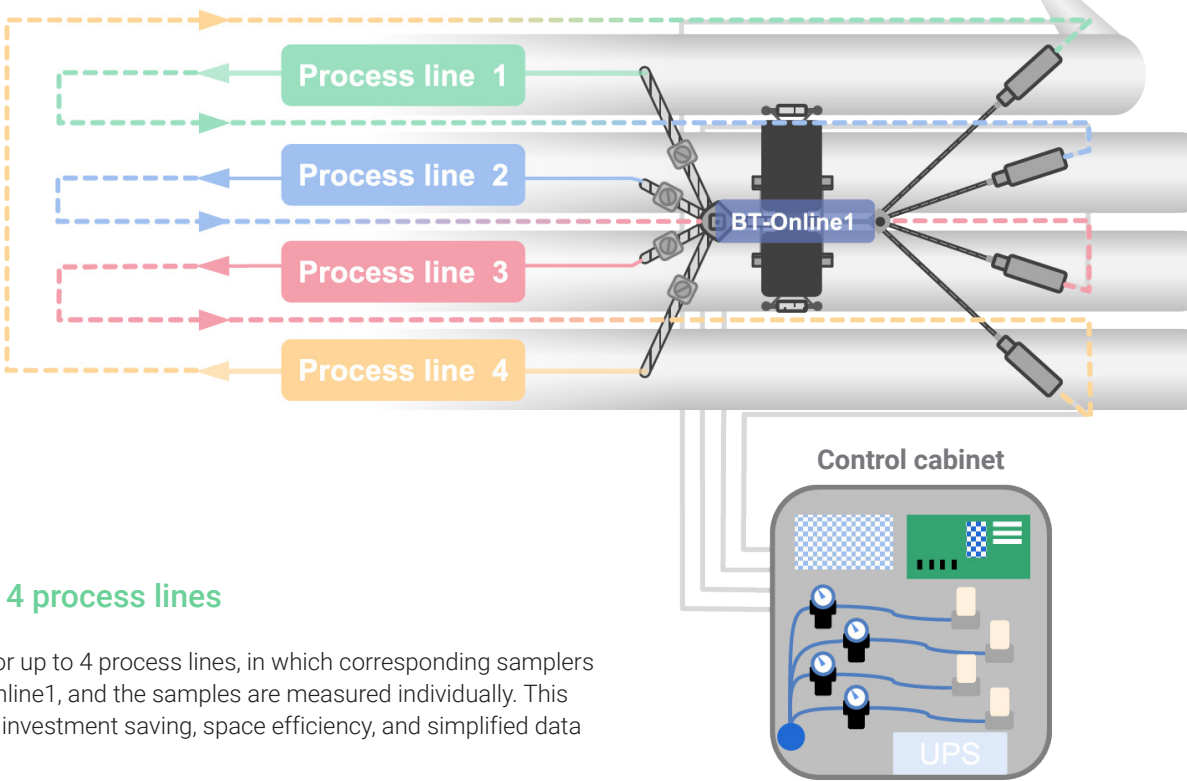 Process line 1
Process line 2
BT-Online1
Process line 3
Process line 4
Control cabinet
UPS
4 process lines
or up to 4 process lines, in which corresponding samplers
nline1, and the samples are measured individually. This
investment saving, space efficiency, and simplified data